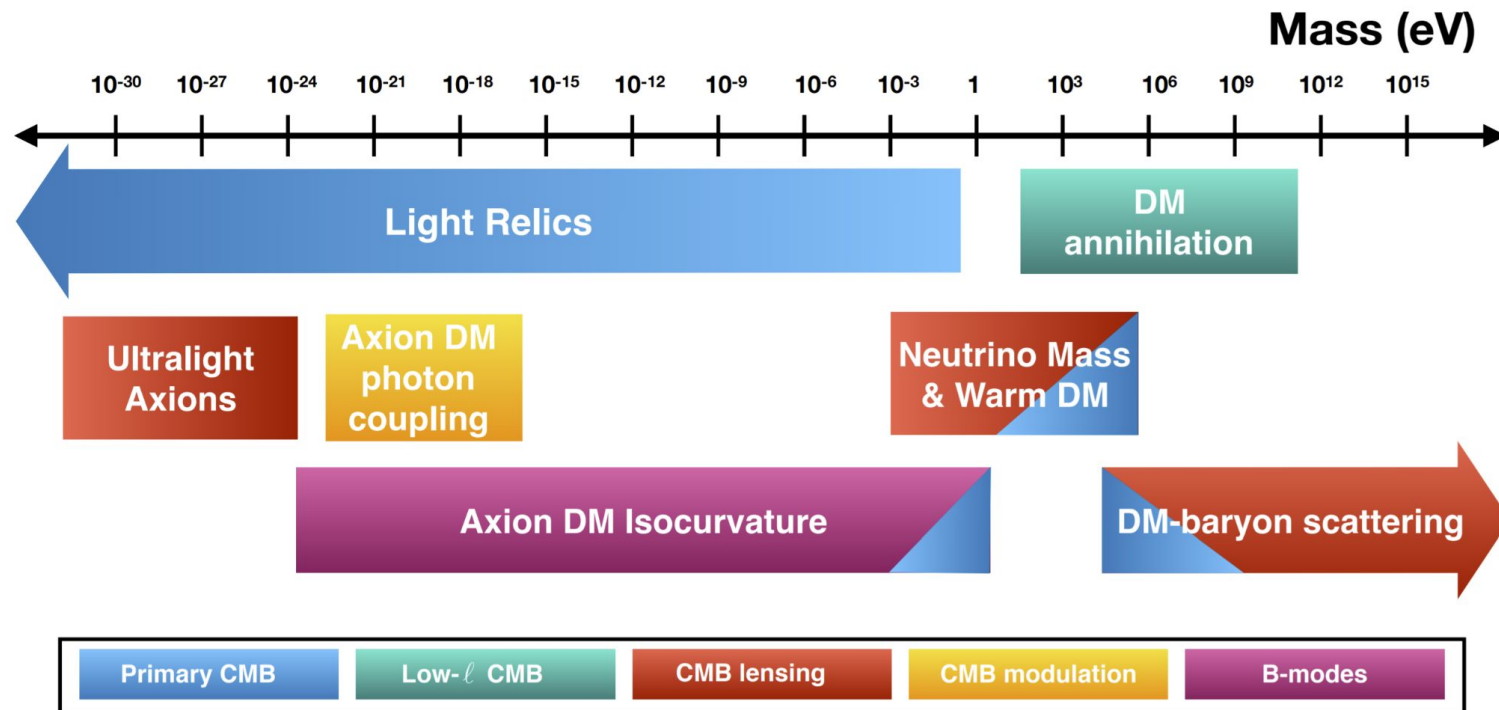 Mass (eV)
10⁻³⁰ 10⁻²⁷ 10⁻²⁴ 10⁻²¹ 10⁻¹⁸ 10⁻¹⁵ 10⁻¹² 10⁻⁹ 10⁻⁶ 10⁻³ 1 10³ 10⁶ 10⁹ 10¹² 10¹⁵
Light Relics
DM
annihilation
Ultralight
Axions
Axion DM
photon
coupling
Neutrino Mass
& Warm DM
Axion DM Isocurvature
DM-baryon scattering
Primary CMB
Low-ℓ CMB
CMB lensing
CMB modulation
B-modes